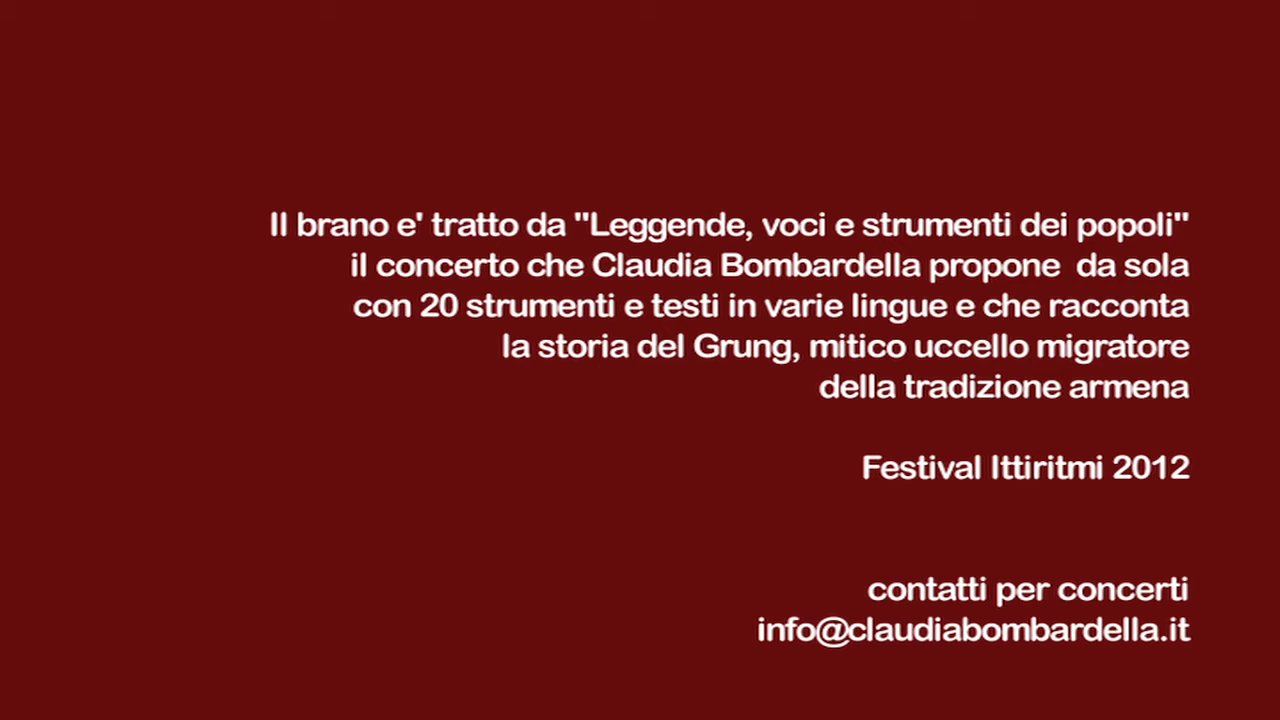 Il brano e' tratto da "Leggende, voci e strumenti dei popoli"
il concerto che Claudia Bombardella propone  da sola
con 20 strumenti e testi in varie lingue e che racconta
la storia del Grung, mitico uccello migratore
della tradizione armena
Festival Ittiritmi 2012
contatti per concerti
info@claudiabombardella.it